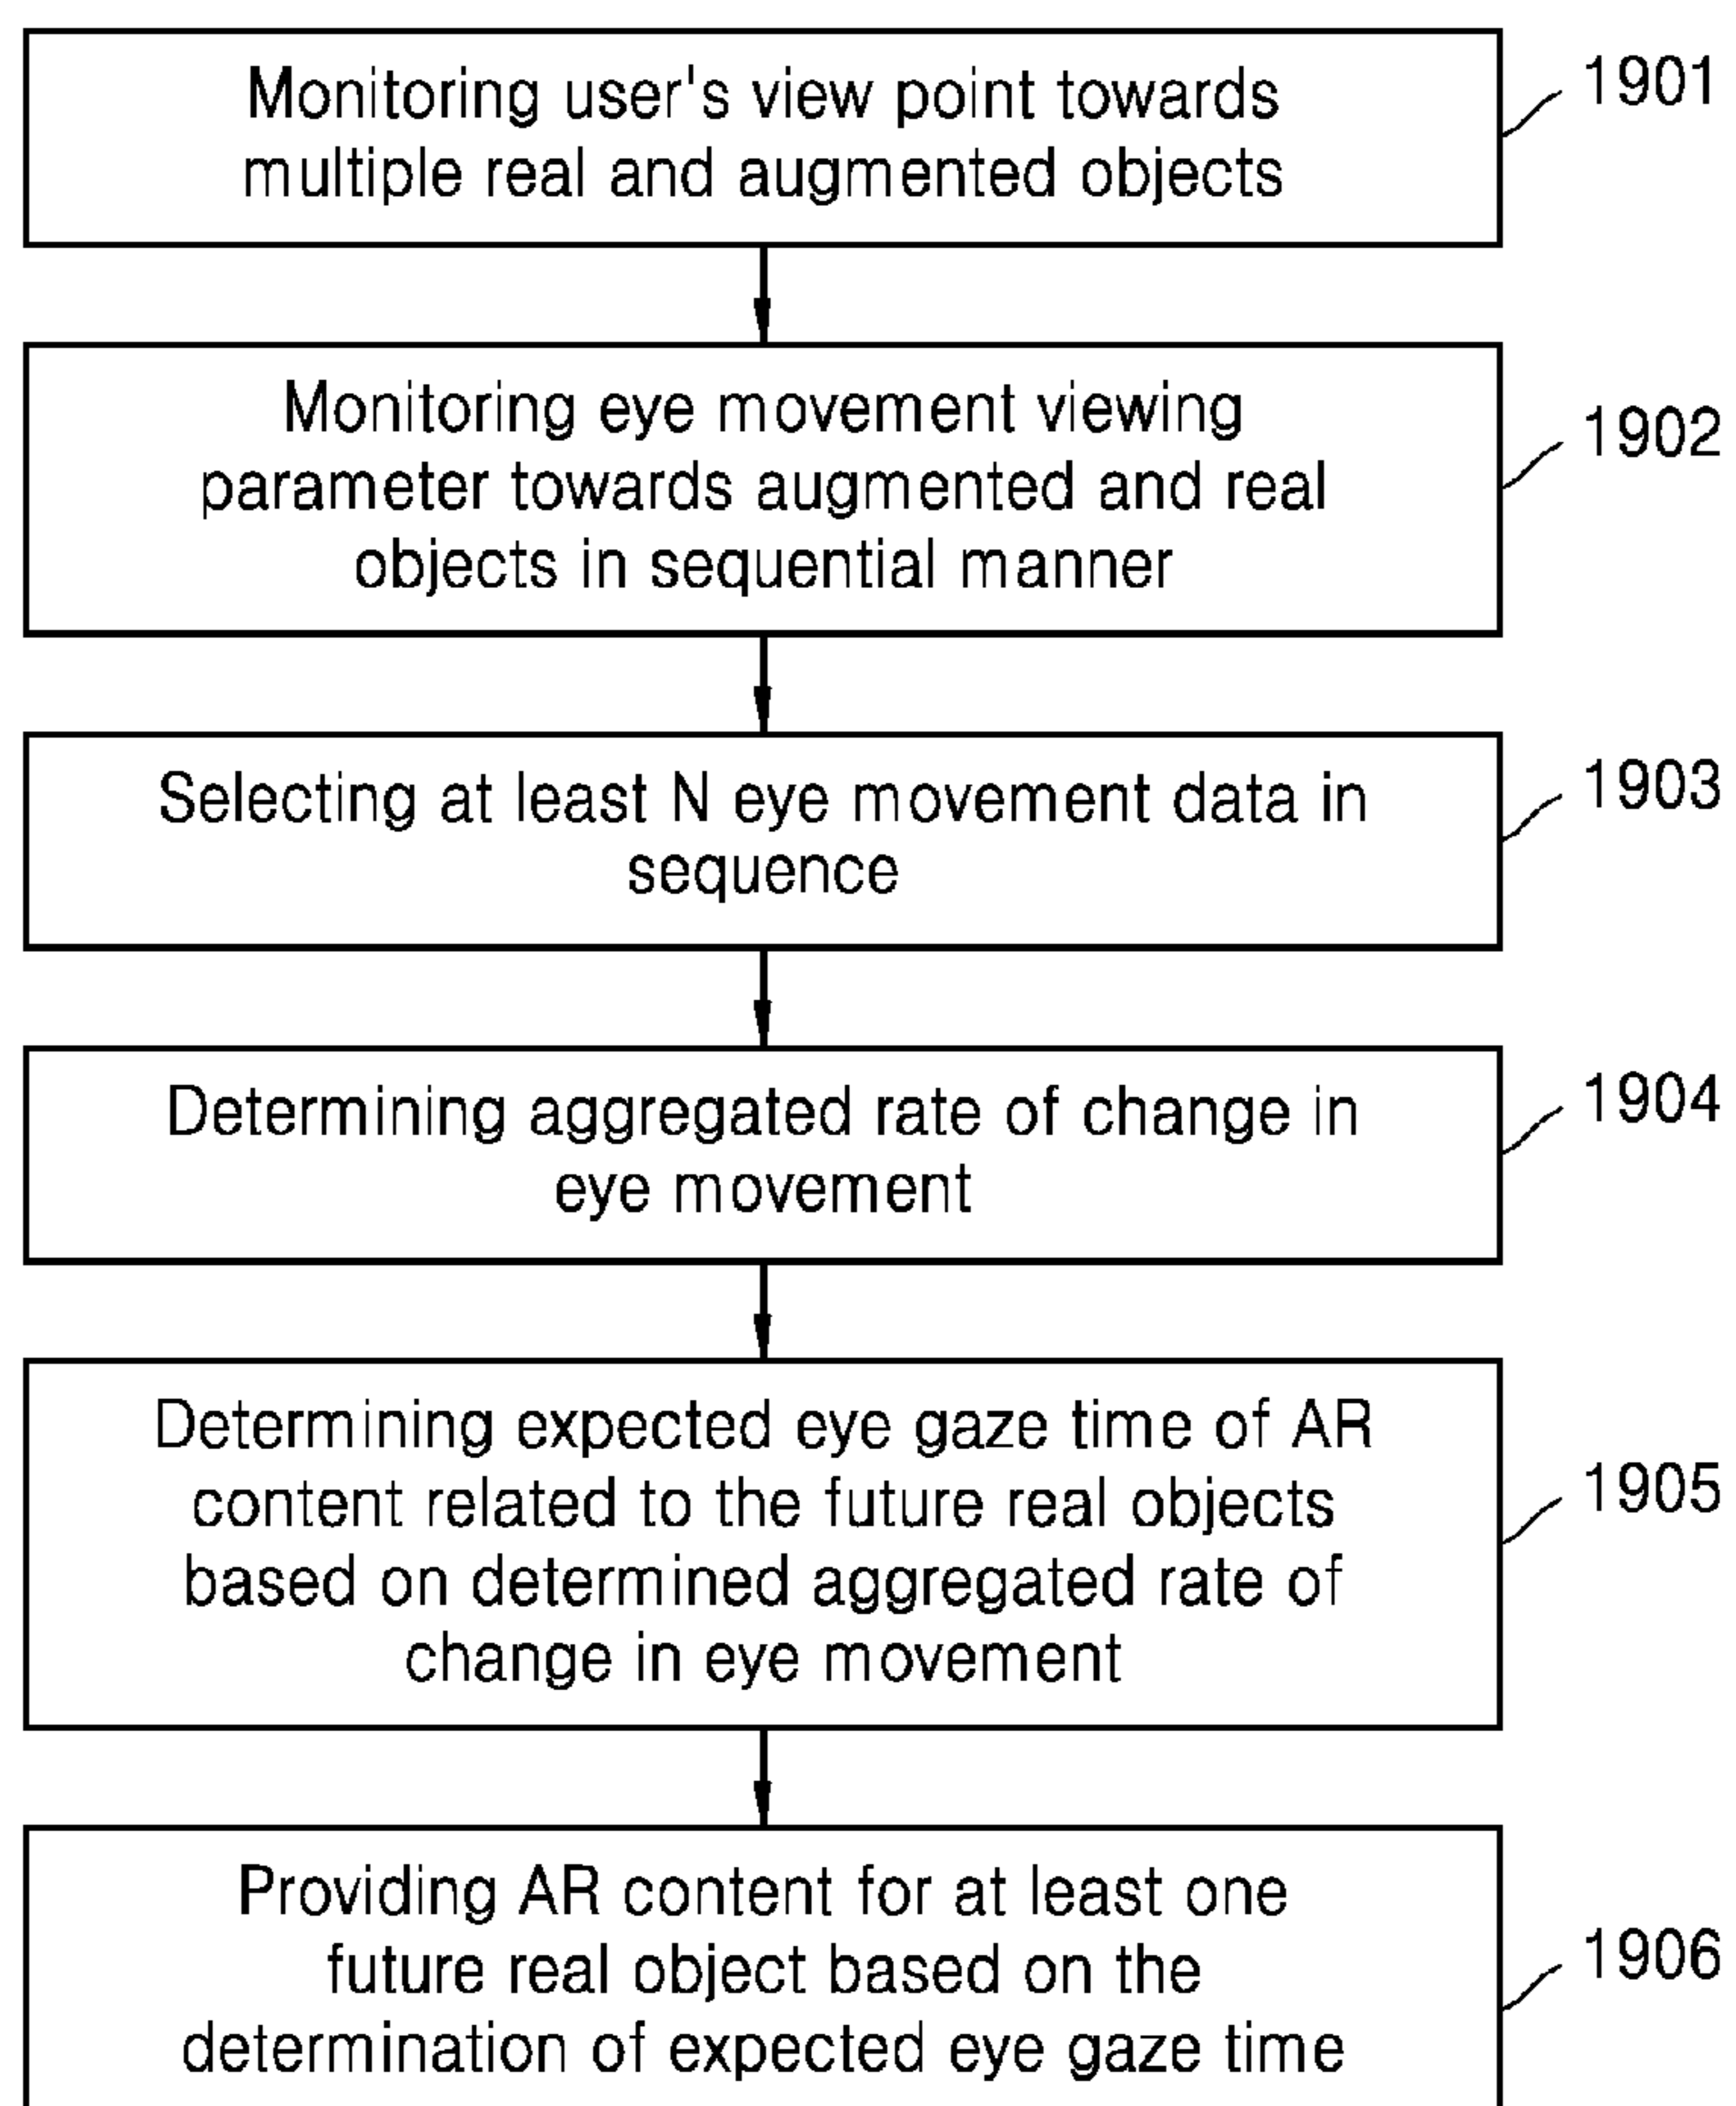 Monitoring user's view point towards
multiple real and augmented objects
1901
Monitoring eye movement viewing
parameter towards augmented and real
objects in sequential manner
1902
Selecting at least N eye movement data in
sequence
1903
Determining aggregated rate of change in
eye movement
1904
Determining expected eye gaze time of AR
content related to the future real objects
based on determined aggregated rate of
change in eye movement
1905
Providing AR content for at least one
future real object based on the
determination of expected eye gaze time
1906